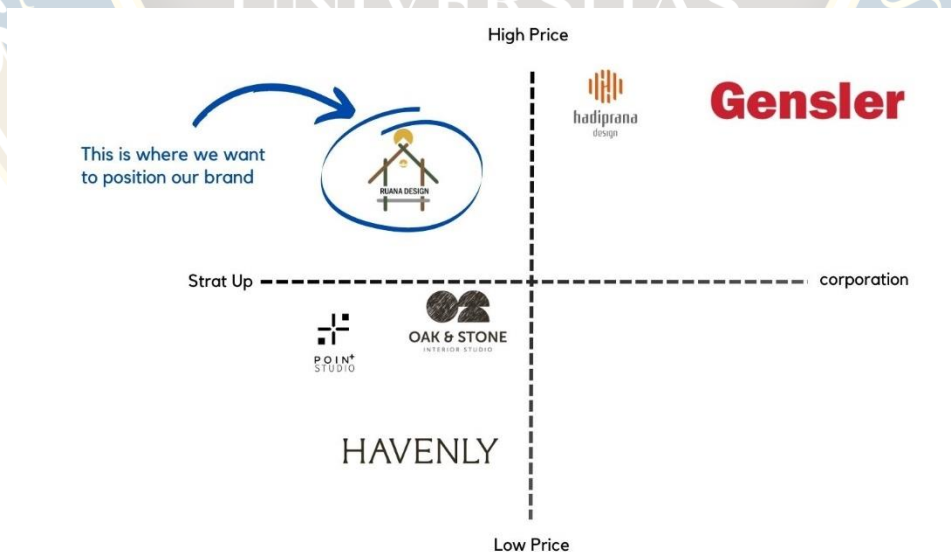 UNIVERSITAS
High Price
hadiprana
design
Gensler
This is where we want
to position our brand
RUANA DESIGN
Strat Up
corporation
OAK & STONE
INTERIOR STUDIO
POIN+
STUDIO
HAVENLY
Low Price